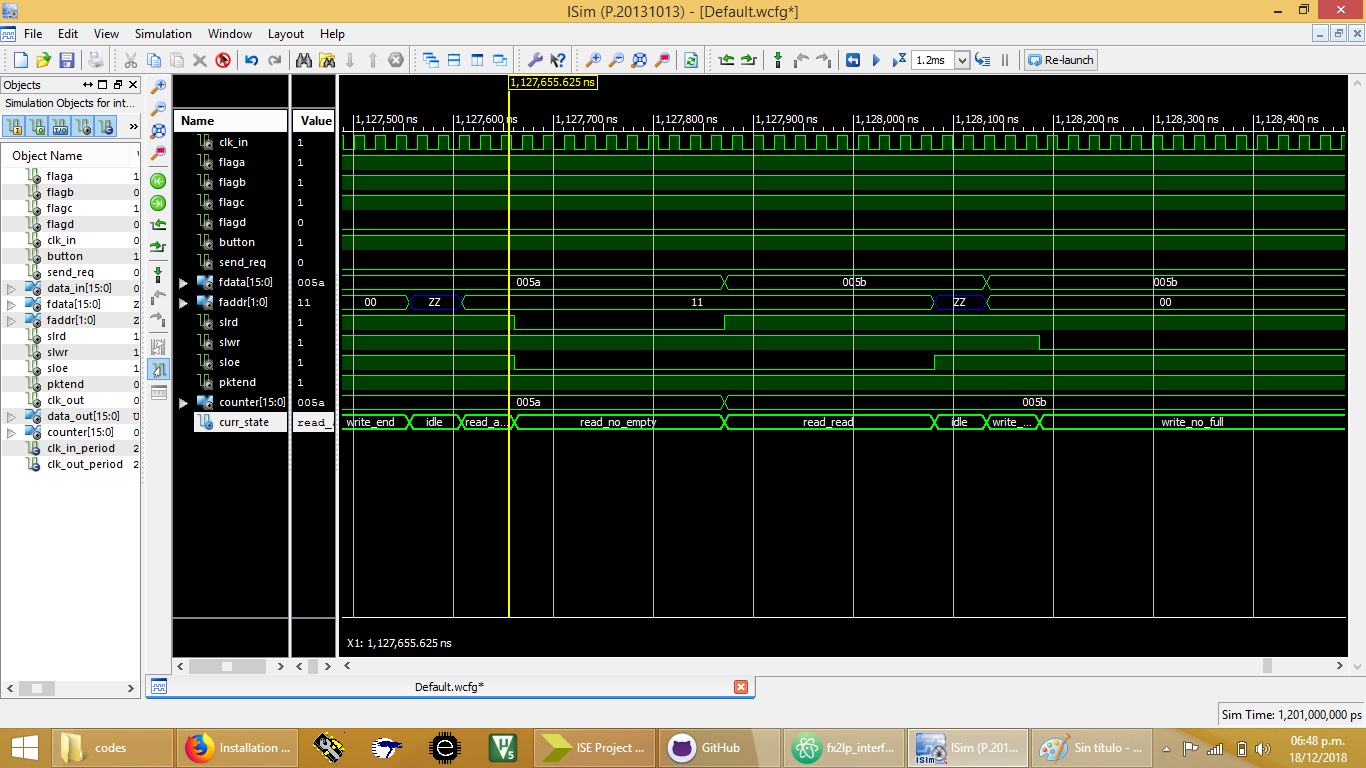 ISim (P.20131013) - [Default.wcfg*]
File Edit View Simulation Window Layout Help
1.2ms Re-launch
Objects
Simulation Objects for int...
»
Object Name
flaga 1
flagb 0
flagc 1
flagd 0
clk_in 0
button 1
send_req 0
data_in[15:0] 0
fdata[15:0] Z
faddr[1:0] Z
slrd 1
slwr 1
sloe 1
pktend 0
clk_out 0
data_out[15:0] U
counter[15:0] 0
clk_in_period 2
clk_out_period 2
1,127,655.625 ns
Name Value
1,127,500 ns 1,127,600 ns 1,127,700 ns 1,127,800 ns 1,127,900 ns 1,128,000 ns 1,128,100 ns 1,128,200 ns 1,128,300 ns 1,128,400 ns
clk_in 1
flaga 1
flagb 1
flagc 1
flagd 0
button 1
send_req 0
fdata[15:0] 005a 005a 005b 005b
faddr[1:0] 11 00 ZZ 11 ZZ 00
slrd 1
slwr 1
sloe 1
pktend 1
counter[15:0] 005a 005a 005b
curr_state read_a write_end idle read_a... read_no_empty read_read idle write_... write_no_full
X1: 1,127,655.625 ns
Default.wcfg*
Sim Time: 1,201,000,000 ps
codes
Installation ...
ISE Project ...
GitHub
fx2lp_interf...
ISim (P.201...
Sin título - ...
06:48 p.m.
18/12/2018